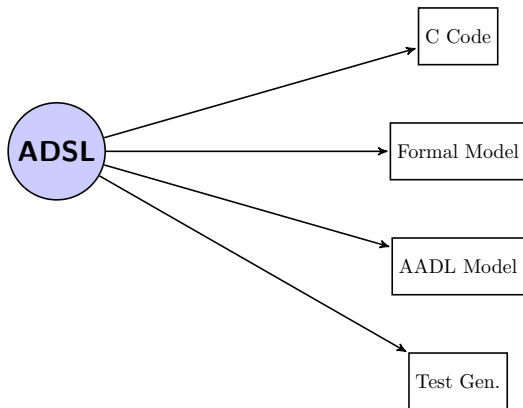 C Code
ADSL
Formal Model
AADL Model
Test Gen.